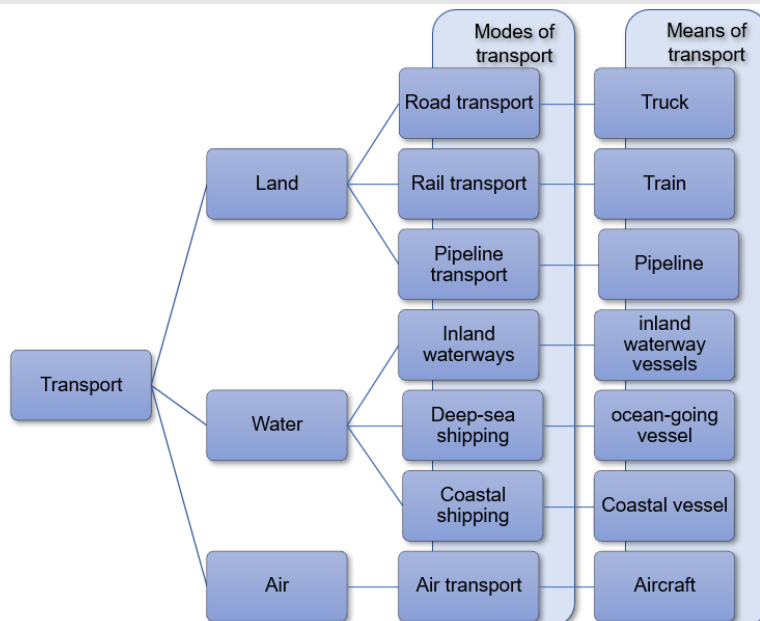 Modes of
transport
Means of
transport
Road transport
Truck
Land
Rail transport
Train
Pipeline
transport
Pipeline
Inland
waterways
inland
waterway
vessels
Transport
Water
Deep-sea
shipping
ocean-going
vessel
Coastal
shipping
Coastal vessel
Air
Air transport
Aircraft